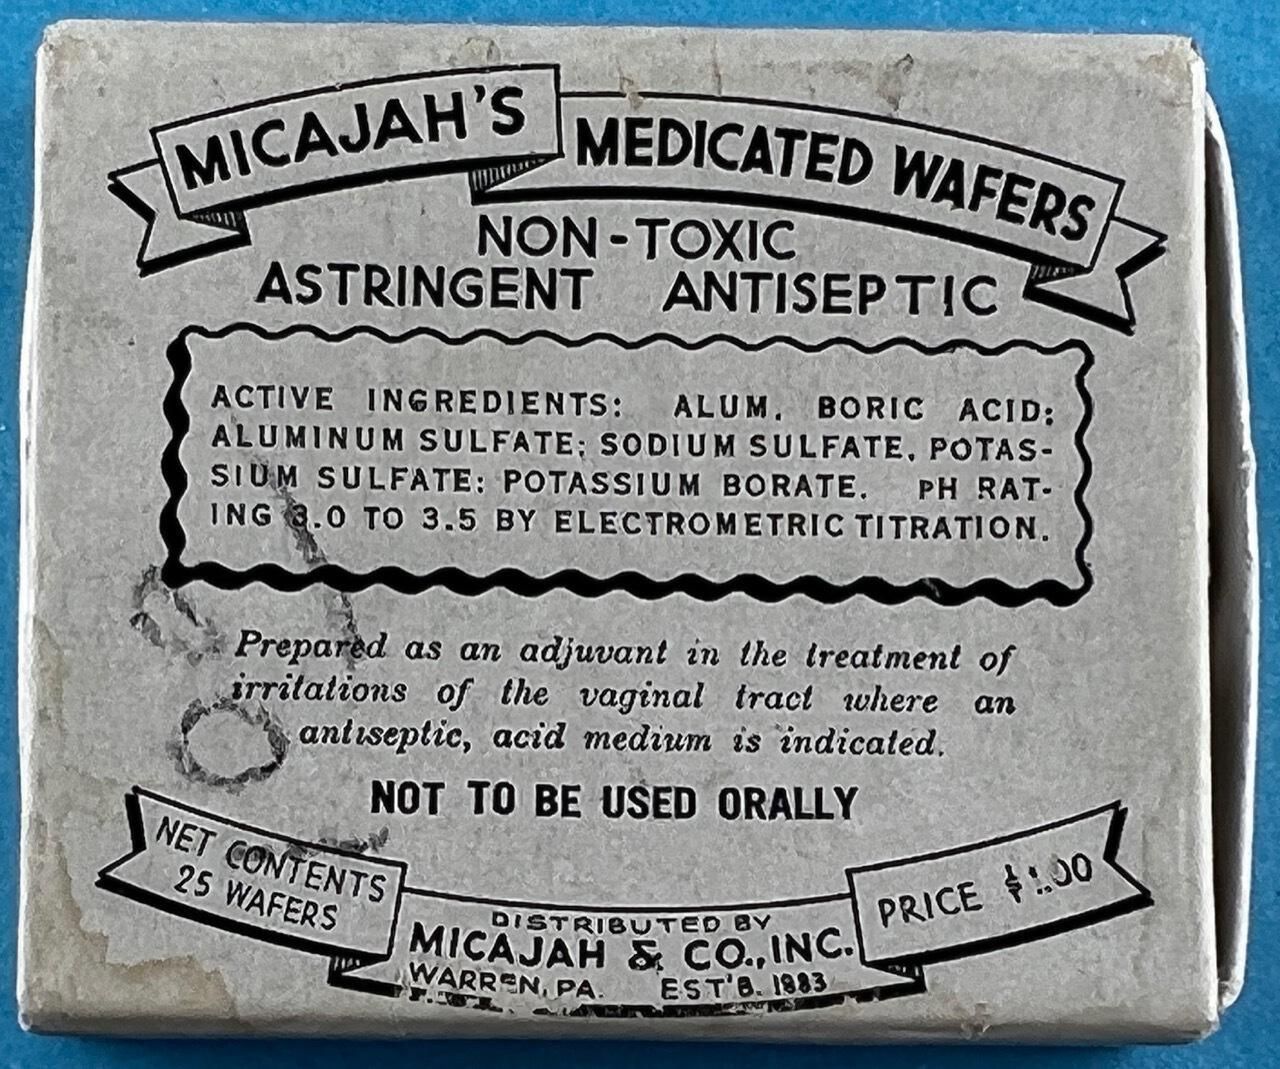 MICAJAH'S MEDICATED WAFERS
NON-TOXIC
ASTRINGENT ANTISEPTIC
ACTIVE INGREDIENTS: ALUM. BORIC ACID;
ALUMINUM SULFATE; SODIUM SULFATE, POTAS-
SIUM SULFATE; POTASSIUM BORATE. PH RAT-
ING 3.0 TO 3.5 BY ELECTROMETRIC TITRATION.
Prepared as an adjuvant in the treatment of
irritations of the vaginal tract where an
antiseptic, acid medium is indicated.
NOT TO BE USED ORALLY
NET CONTENTS
25 WAFERS
DISTRIBUTED BY
MICAJAH & CO., INC.
WARREN, PA. EST'B. 1883
PRICE $1.00